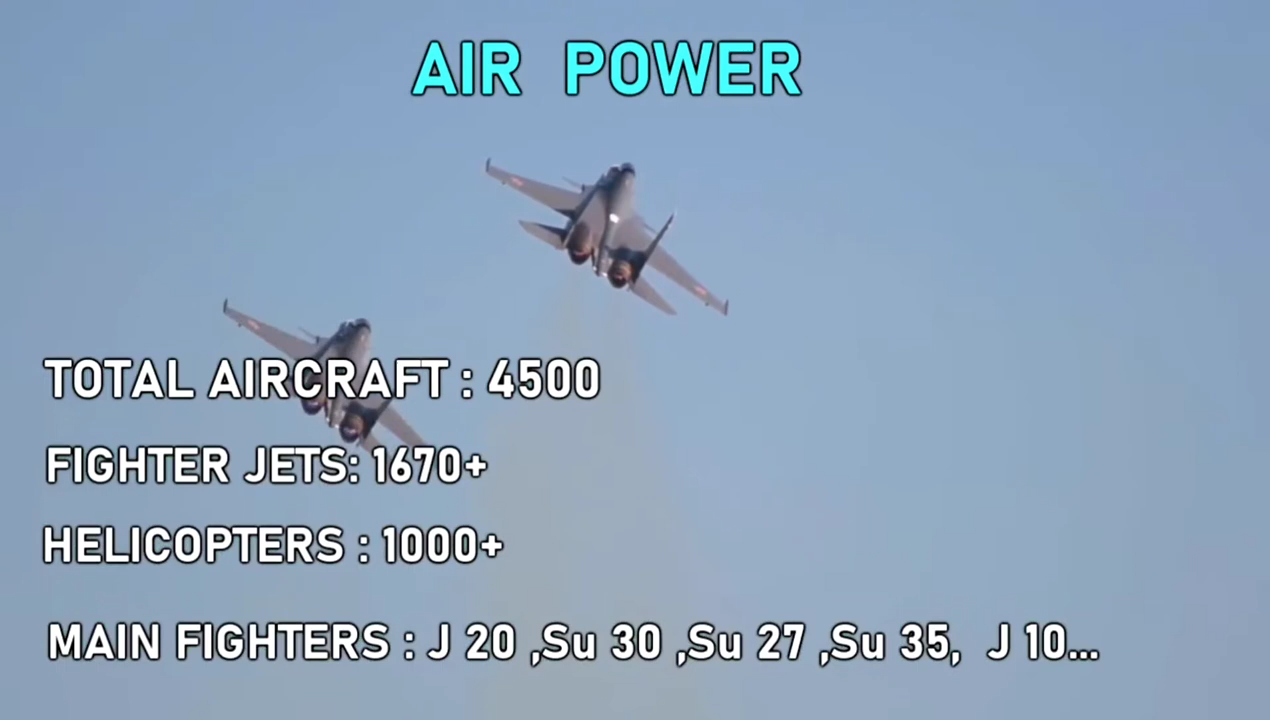 AIR POWER
TOTAL AIRCRAFT : 4500
FIGHTER JETS: 1670+
HELICOPTERS : 1000+
MAIN FIGHTERS : J 20 ,Su 30 ,Su 27 ,Su 35, J 10...